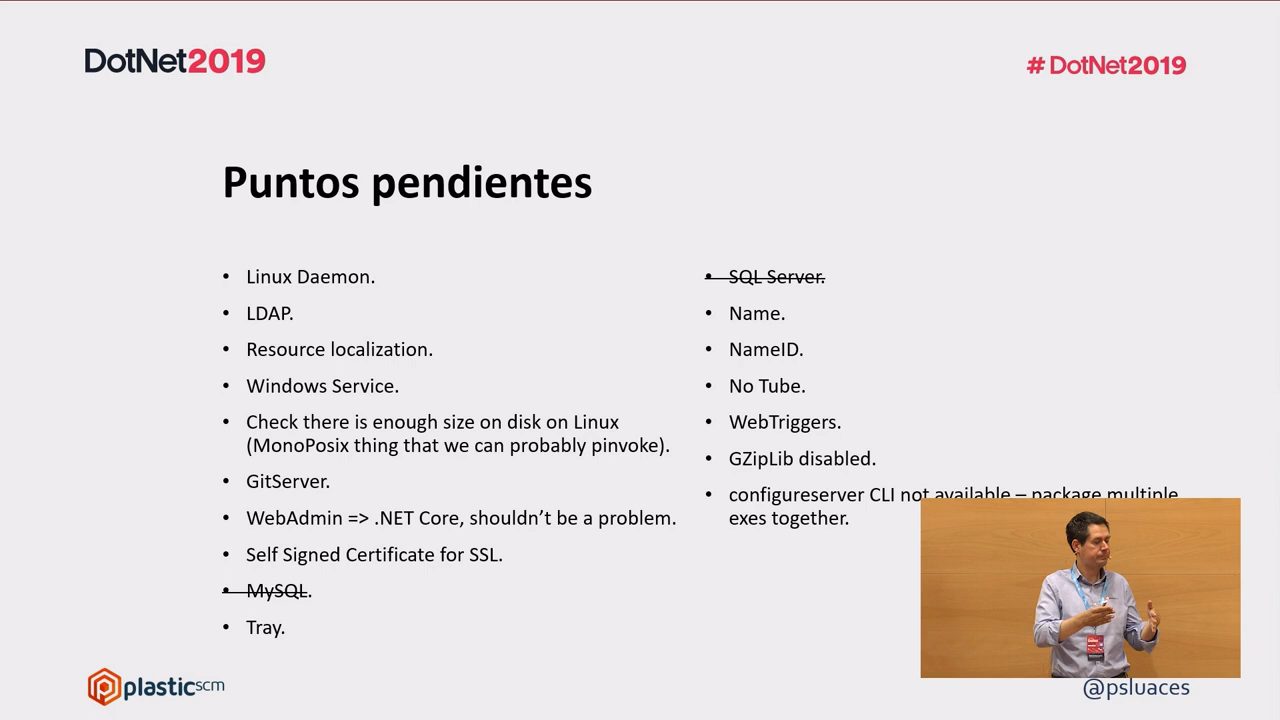 DotNet2019
# DotNet2019
Puntos pendientes
• Linux Daemon.
• LDAP.
• Resource localization.
• Windows Service.
• Check there is enough size on disk on Linux
(MonoPosix thing that we can probably pinvoke).
• GitServer.
• WebAdmin => .NET Core, shouldn’t be a problem.
• Self Signed Certificate for SSL.
• MySQL.
• Tray.
• SQL Server.
• Name.
• NameID.
• No Tube.
• WebTriggers.
• GZipLib disabled.
• configureserver CLI not available – package multiple
exes together.
plasticscm
@psluaces